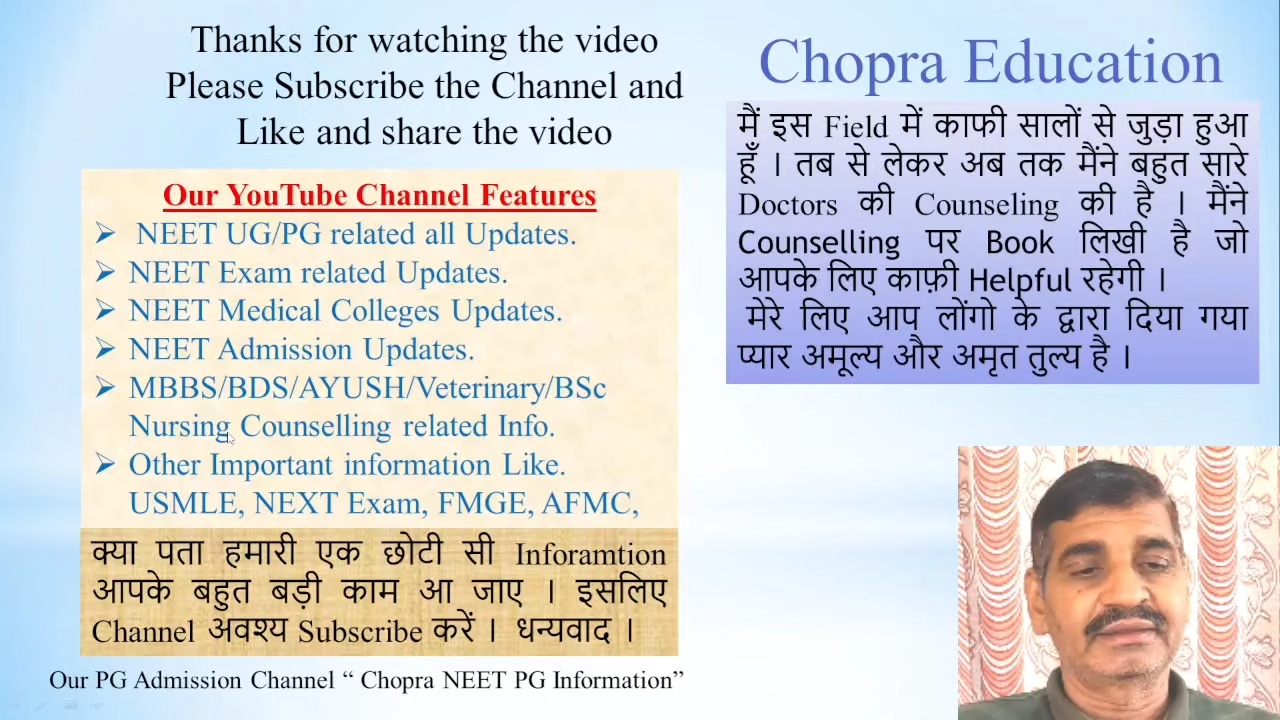 Thanks for watching the video
Please Subscribe the Channel and
Like and share the video
Our YouTube Channel Features
➢ NEET UG/PG related all Updates.
➢ NEET Exam related Updates.
➢ NEET Medical Colleges Updates.
➢ NEET Admission Updates.
➢ MBBS/BDS/AYUSH/Veterinary/BSc
Nursing Counselling related Info.
➢ Other Important information Like.
USMLE, NEXT Exam, FMGE, AFMC,
क्या पता हमारी एक छोटी सी Inforamtion
आपके बहुत बड़ी काम आ जाए । इसलिए
Channel अवश्य Subscribe करें । धन्यवाद ।
Our PG Admission Channel “ Chopra NEET PG Information”
Chopra Education
मैं इस Field में काफी सालों से जुड़ा हुआ
हूँ । तब से लेकर अब तक मैंने बहुत सारे
Doctors की Counseling की है । मैंने
Counselling पर Book लिखी है जो
आपके लिए काफ़ी Helpful रहेगी ।
मेरे लिए आप लोंगो के द्वारा दिया गया
प्यार अमूल्य और अमृत तुल्य है ।